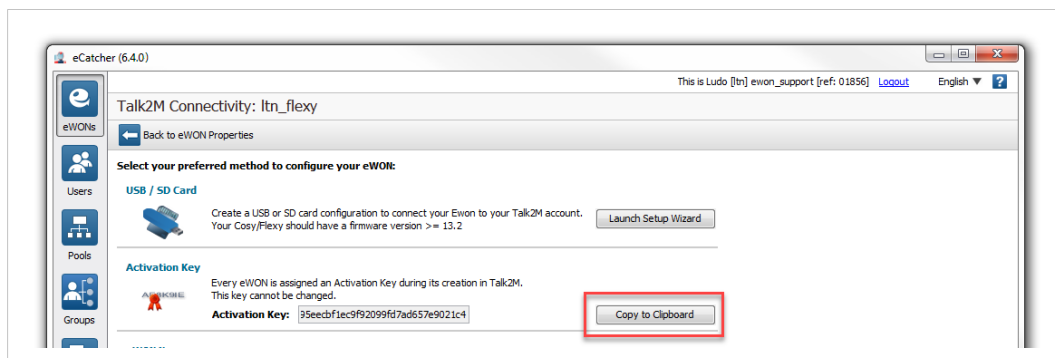 eCatcher (6.4.0)
This is Ludo [ltn] ewon_support [ref: 01856] Logout English ▼ ?
Talk2M Connectivity: ltn_flexy
eWONs
Back to eWON Properties
Select your preferred method to configure your eWON:
Users
USB / SD Card
Create a USB or SD card configuration to connect your Ewon to your Talk2M account.
Your Cosy/Flexy should have a firmware version >= 13.2
Launch Setup Wizard
Pools
Activation Key
Every eWON is assigned an Activation Key during its creation in Talk2M.
This key cannot be changed.
Activation Key: 95eecbf1ec9f92099fd7ad657e9021c4
Copy to Clipboard
Groups